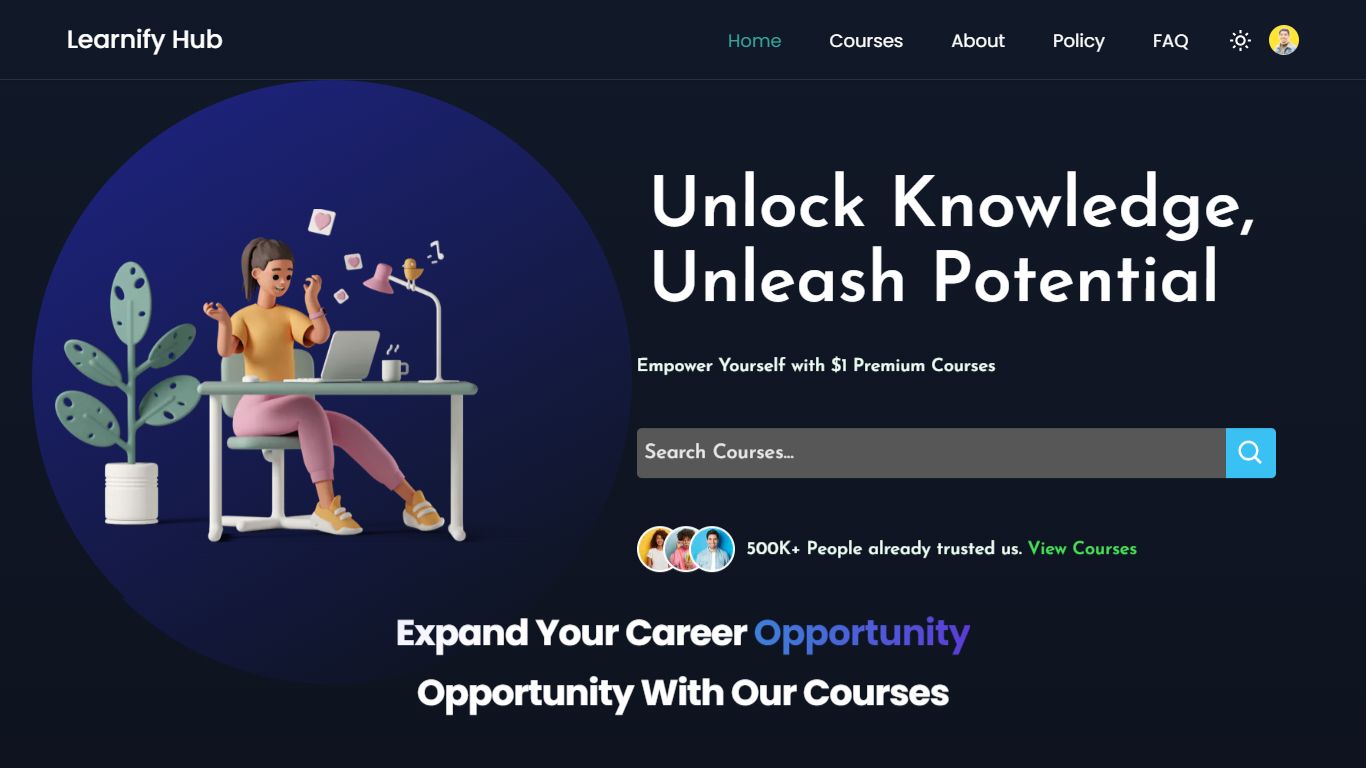 Learnify Hub
Home
Courses
About
Policy
FAQ
Unlock Knowledge,
Unleash Potential
Empower Yourself with $1 Premium Courses
Search Courses...
500K+ People already trusted us. View Courses
Expand Your Career Opportunity
Opportunity With Our Courses